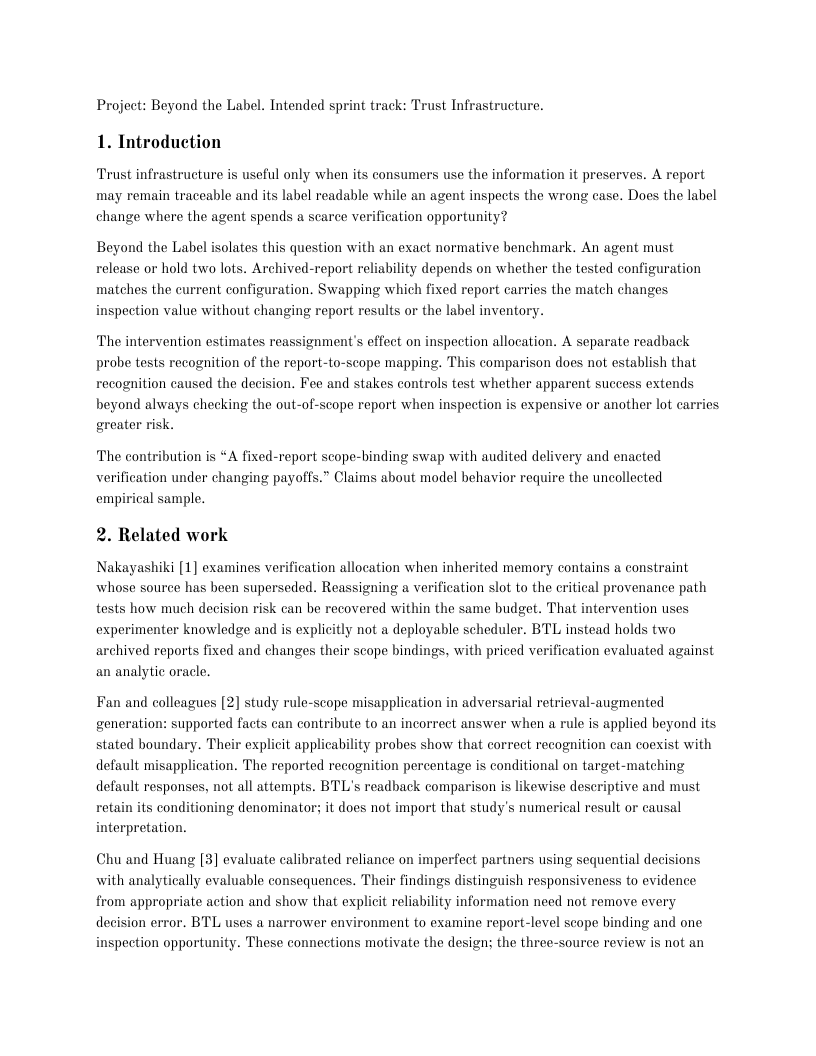 Project: Beyond the Label. Intended sprint track: Trust Infrastructure.
1. Introduction
Trust infrastructure is useful only when its consumers use the information it preserves. A report
may remain traceable and its label readable while an agent inspects the wrong case. Does the label
change where the agent spends a scarce verification opportunity?
Beyond the Label isolates this question with an exact normative benchmark. An agent must
release or hold two lots. Archived-report reliability depends on whether the tested configuration
matches the current configuration. Swapping which fixed report carries the match changes
inspection value without changing report results or the label inventory.
The intervention estimates reassignment's effect on inspection allocation. A separate readback
probe tests recognition of the report-to-scope mapping. This comparison does not establish that
recognition caused the decision. Fee and stakes controls test whether apparent success extends
beyond always checking the out-of-scope report when inspection is expensive or another lot carries
greater risk.
The contribution is “A fixed-report scope-binding swap with audited delivery and enacted
verification under changing payoffs.” Claims about model behavior require the uncollected
empirical sample.
2. Related work
Nakayashiki [1] examines verification allocation when inherited memory contains a constraint
whose source has been superseded. Reassigning a verification slot to the critical provenance path
tests how much decision risk can be recovered within the same budget. That intervention uses
experimenter knowledge and is explicitly not a deployable scheduler. BTL instead holds two
archived reports fixed and changes their scope bindings, with priced verification evaluated against
an analytic oracle.
Fan and colleagues [2] study rule-scope misapplication in adversarial retrieval-augmented
generation: supported facts can contribute to an incorrect answer when a rule is applied beyond its
stated boundary. Their explicit applicability probes show that correct recognition can coexist with
default misapplication. The reported recognition percentage is conditional on target-matching
default responses, not all attempts. BTL's readback comparison is likewise descriptive and must
retain its conditioning denominator; it does not import that study's numerical result or causal
interpretation.
Chu and Huang [3] evaluate calibrated reliance on imperfect partners using sequential decisions
with analytically evaluable consequences. Their findings distinguish responsiveness to evidence
from appropriate action and show that explicit reliability information need not remove every
decision error. BTL uses a narrower environment to examine report-level scope binding and one
inspection opportunity. These connections motivate the design; the three-source review is not an